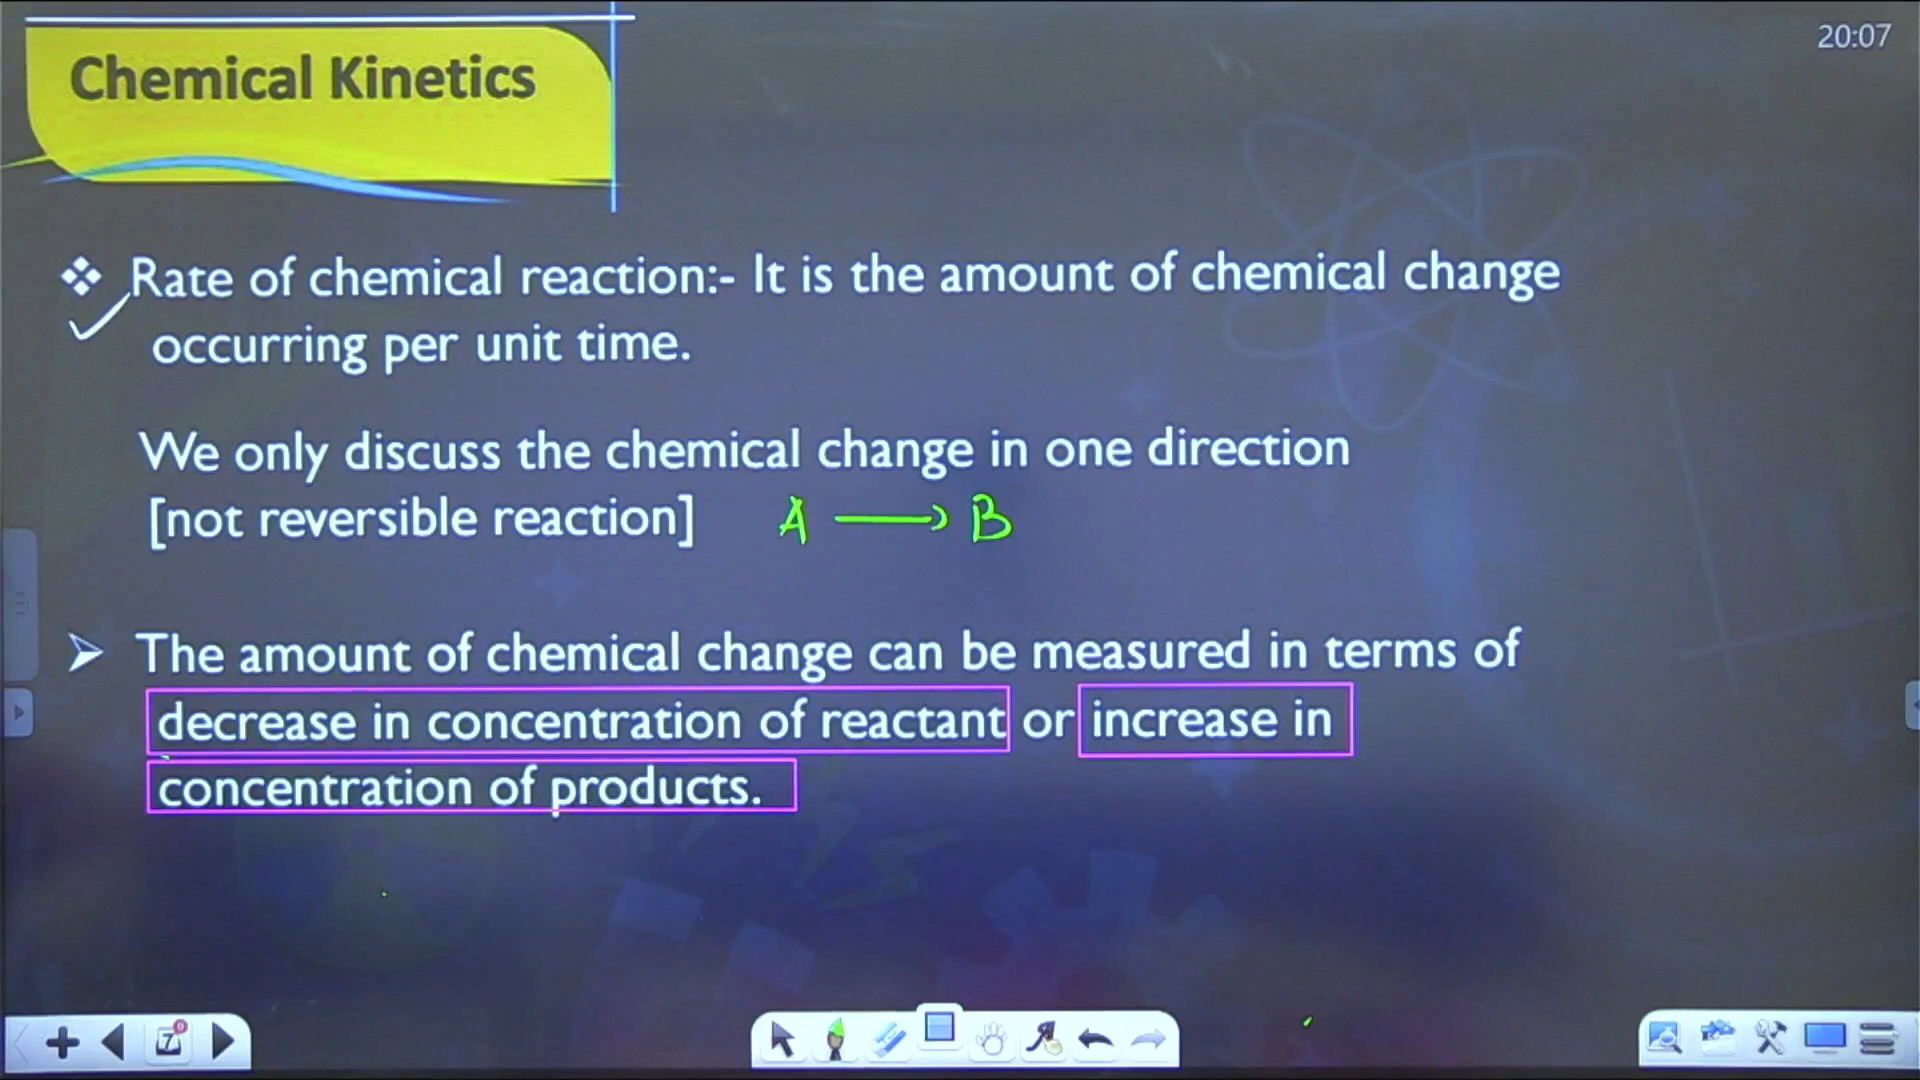 20:07
Chemical Kinetics
❖ Rate of chemical reaction:- It is the amount of chemical change
occurring per unit time.
We only discuss the chemical change in one direction
[not reversible reaction] A ⟶ B
➢ The amount of chemical change can be measured in terms of
decrease in concentration of reactant or increase in
concentration of products.
7
0